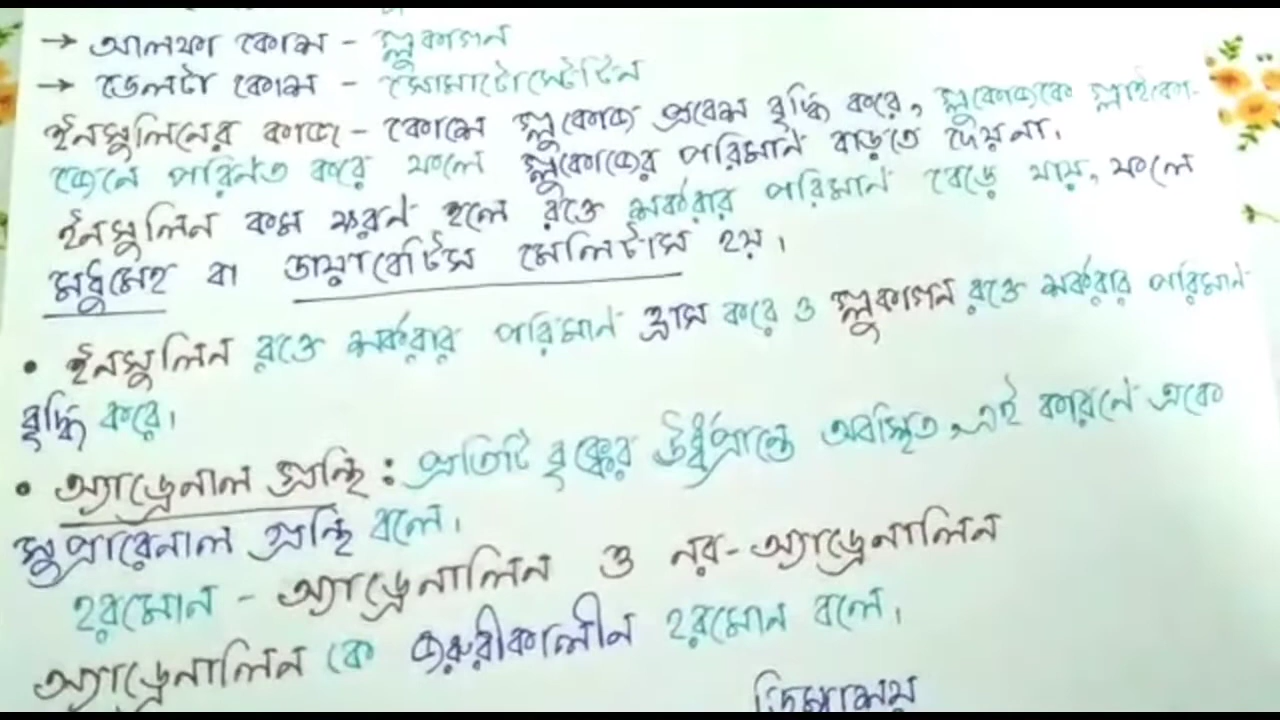 → আলফা কোশ - গ্লুকাগন
→ ডেলটা কোশ - সোমাটোস্টেটিন
ইনসুলিনের কাজ - কোশে গ্লুকোজ প্রবেশ বৃদ্ধি করে, গ্লুকোজকে গ্লাইকো-
জেনে পরিনত করে ফলে গ্লুকোজের পরিমাণ বাড়তে দেয়না।
ইনসুলিন কম ক্ষরণ হলে রক্তে শর্করার পরিমান বেড়ে যায়, ফলে
মধুমেহ বা ডায়াবেটিস মেলিটাস হয়।
• ইনসুলিন রক্তে শর্করার পরিমাণ হ্রাস করে ও গ্লুকাগন রক্তে শর্করার পরিমাণ
বৃদ্ধি করে।
• অ্যাড্রেনাল গ্রন্থি : প্রতিটি বৃক্কের উর্ধ্বপ্রান্তে অবস্থিত, এই কারণে একে
সুপ্রারেনাল গ্রন্থি বলে।
হরমোন - অ্যাড্রেনালিন ও নর-অ্যাড্রেনালিন
অ্যাড্রেনালিন কে জরুরীকালীন হরমোন বলে।